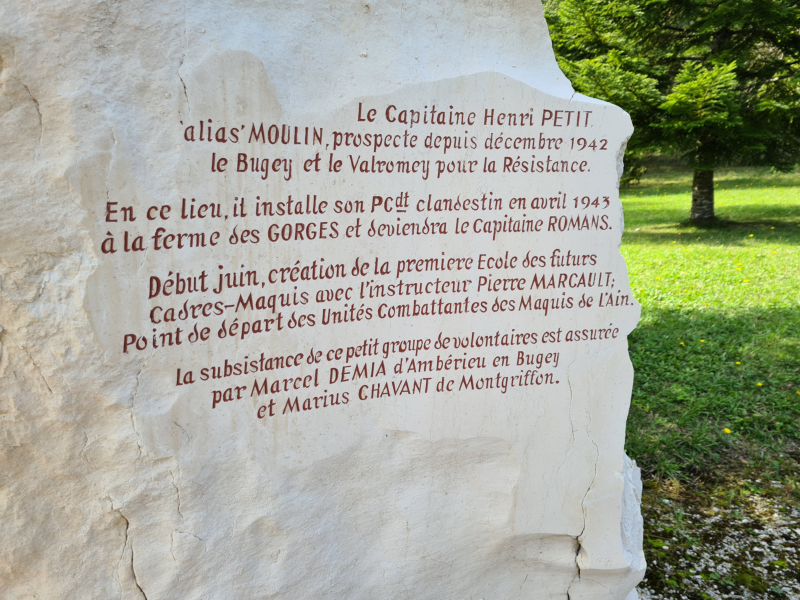 Le Capitaine Henri PETIT
'alias' MOULIN, prospecte depuis décembre 1942
le Bugey et le Valromey pour la Résistance.
En ce lieu, il installe son PCdt clandestin en avril 1943
à la ferme des GORGES et deviendra le Capitaine ROMANS.
Début juin, création de la premiere Ecole des futurs
Cadres-Maquis avec l'instructeur Pierre MARCAULT;
Point de départ des Unités Combattantes des Maquis de l'Ain.
La subsistance de ce petit groupe de volontaires est assurée
par Marcel DEMIA d'Ambérieu en Bugey
et Marius CHAVANT de Montgriffon.